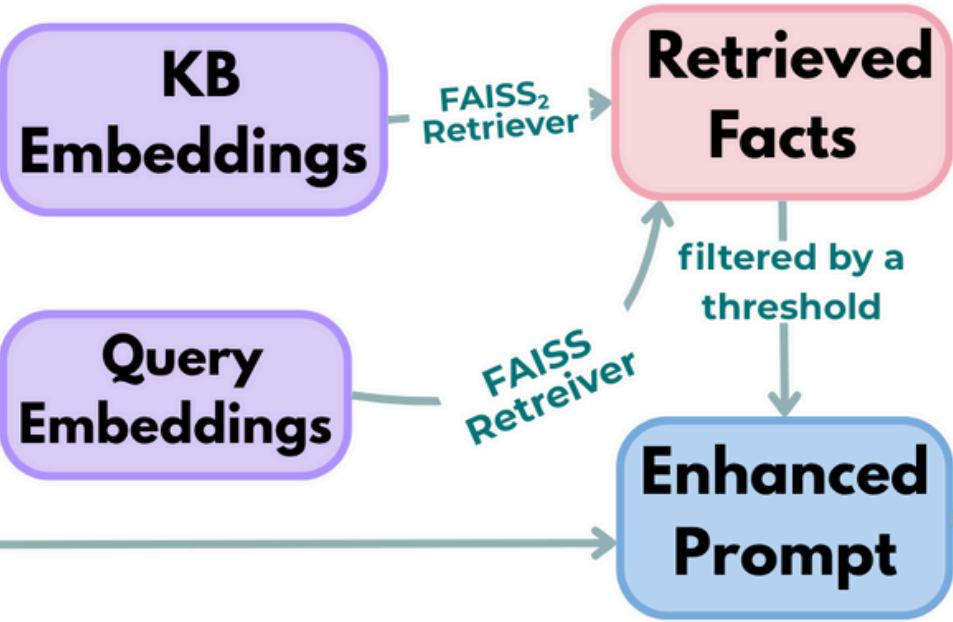 KB
Embeddings
FAISS₂
Retriever
Retrieved
Facts
filtered by a
threshold
Query
Embeddings
FAISS
Retreiver
Enhanced
Prompt